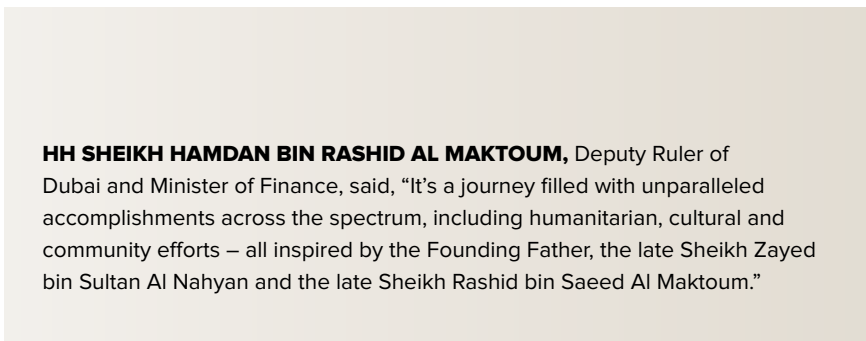 HH SHEIKH HAMDAN BIN RASHID AL MAKTOUM, Deputy Ruler of
Dubai and Minister of Finance, said, “It’s a journey filled with unparalleled
accomplishments across the spectrum, including humanitarian, cultural and
community efforts – all inspired by the Founding Father, the late Sheikh Zayed
bin Sultan Al Nahyan and the late Sheikh Rashid bin Saeed Al Maktoum.”